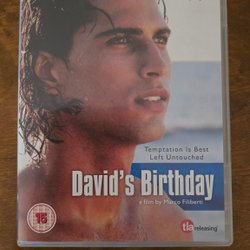 Temptation Is Best
Left Untouched
David's Birthday
a film by Marco Filiberti
15
tla releasing